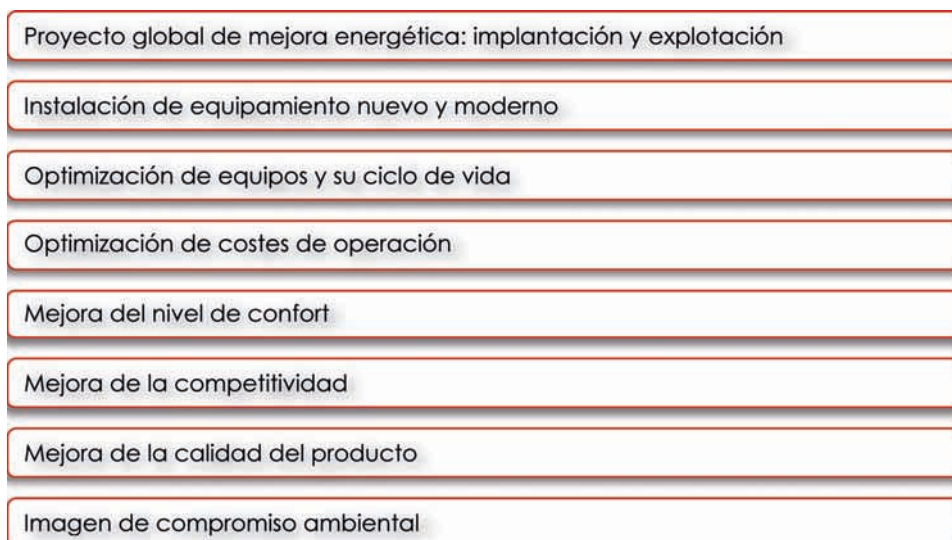 Proyecto global de mejora energética: implantación y explotación
Instalación de equipamiento nuevo y moderno
Optimización de equipos y su ciclo de vida
Optimización de costes de operación
Mejora del nivel de confort
Mejora de la competitividad
Mejora de la calidad del producto
Imagen de compromiso ambiental